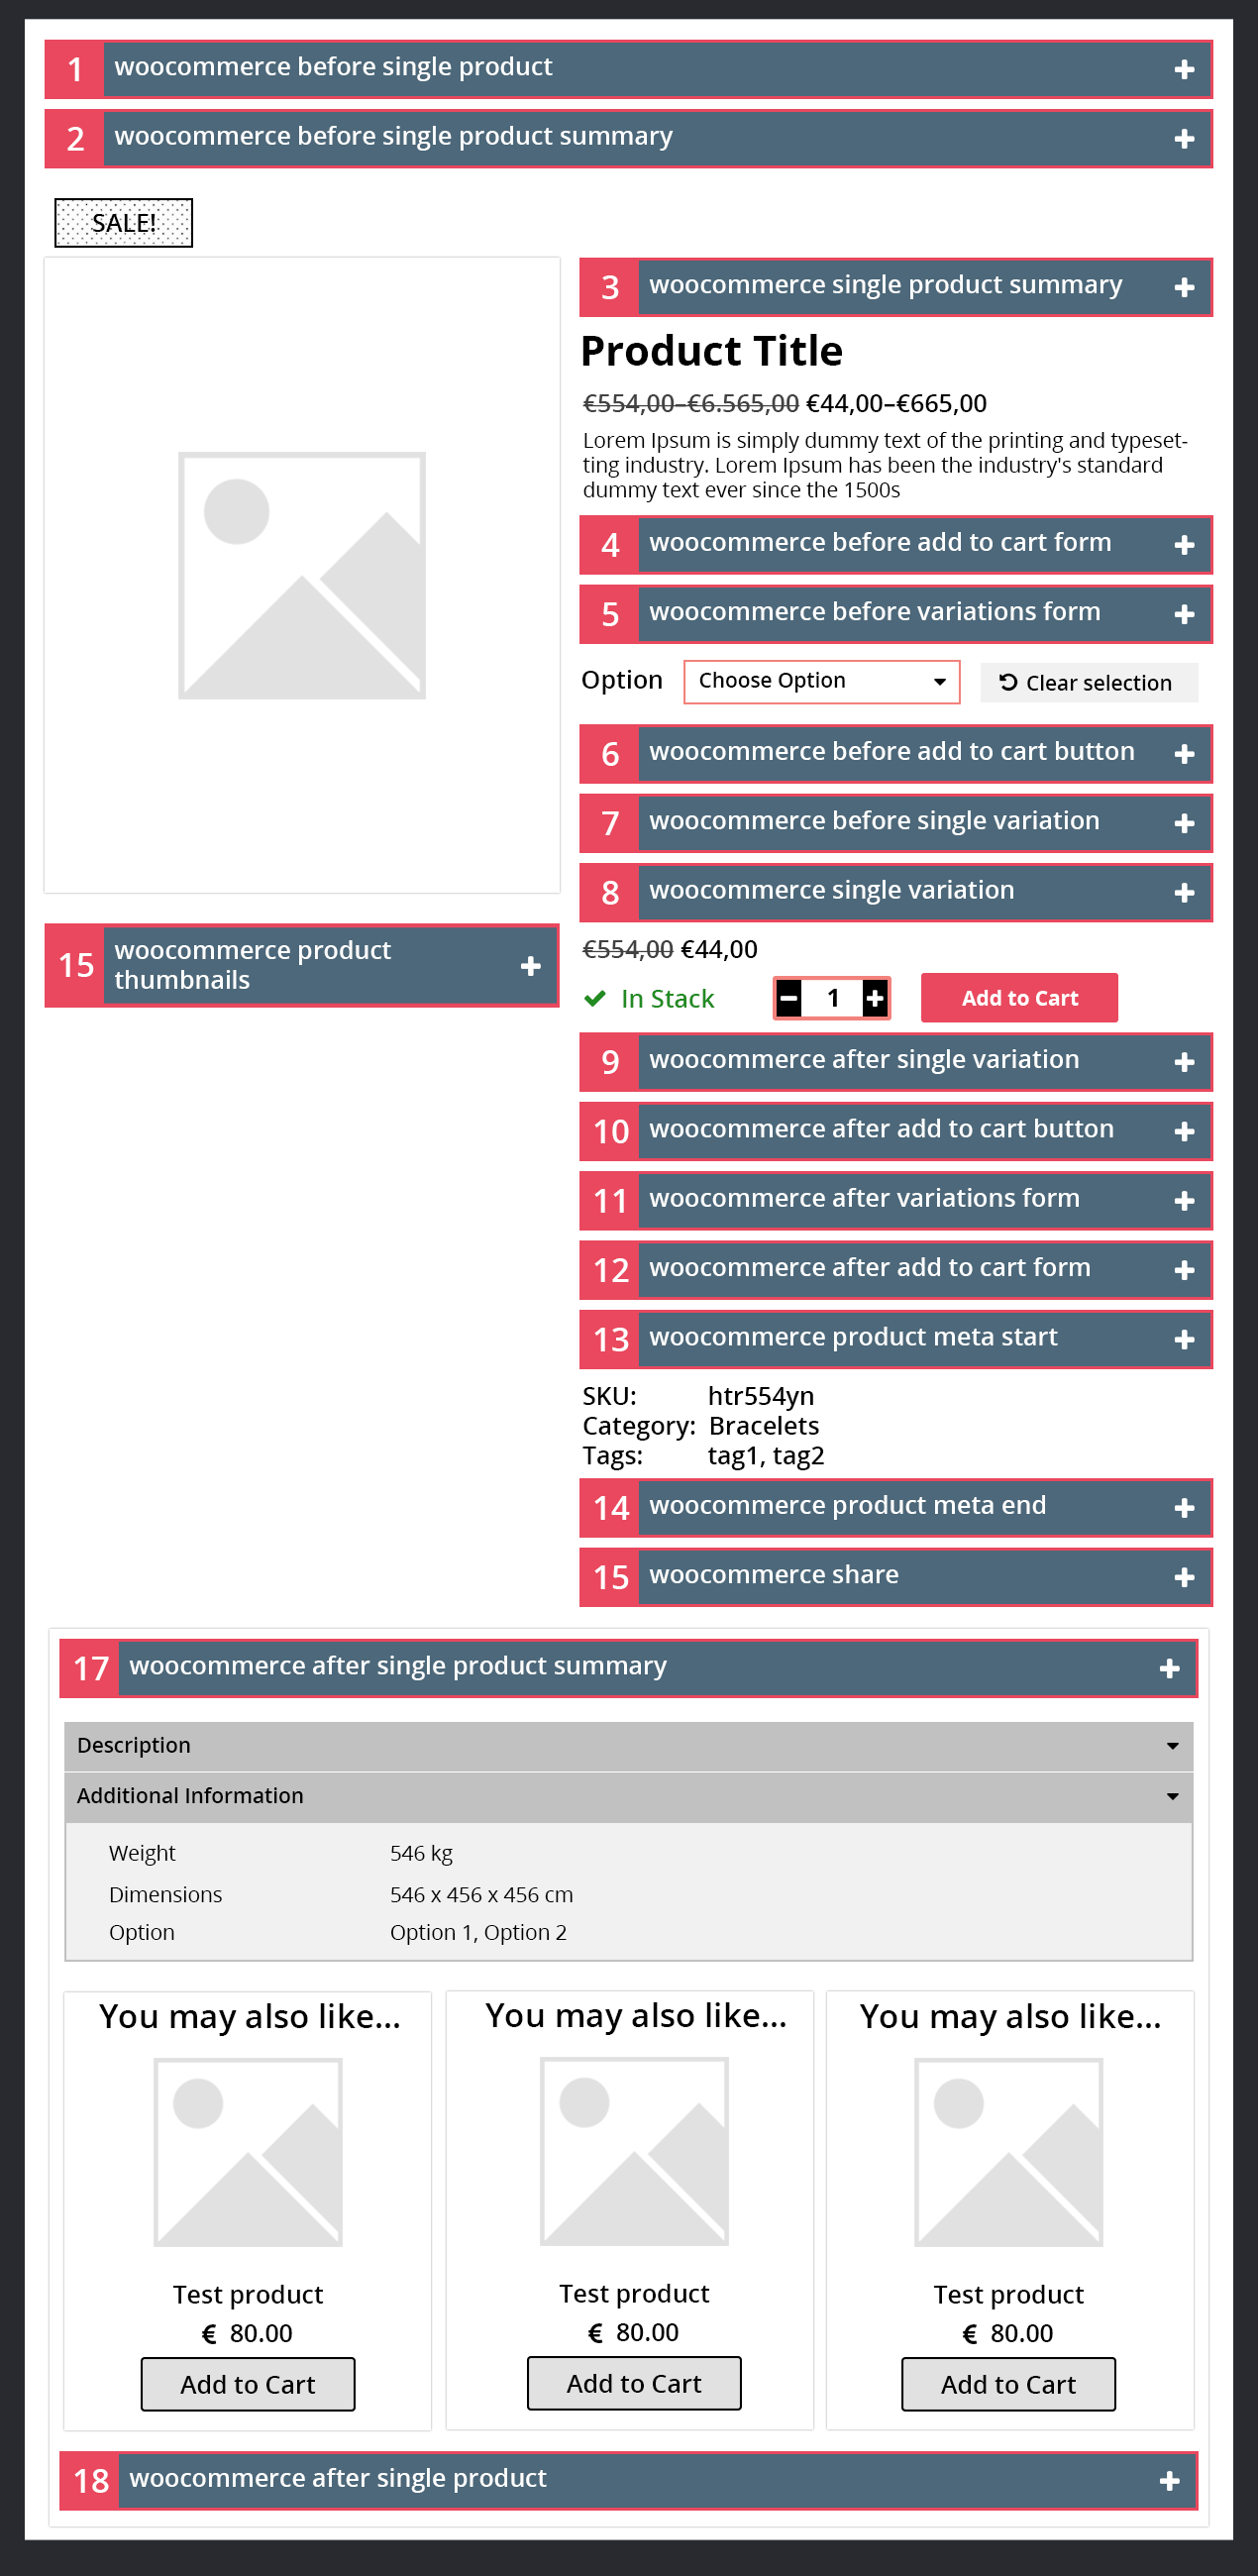 1 woocommerce before single product
2 woocommerce before single product summary
SALE!
3 woocommerce single product summary
Product Title
€554,00–€6.565,00 €44,00–€665,00
Lorem Ipsum is simply dummy text of the printing and typeset-
ting industry. Lorem Ipsum has been the industry's standard
dummy text ever since the 1500s
4 woocommerce before add to cart form
5 woocommerce before variations form
Option Choose Option Clear selection
6 woocommerce before add to cart button
7 woocommerce before single variation
8 woocommerce single variation
15 woocommerce product
thumbnails
€554,00 €44,00
In Stack 1 Add to Cart
9 woocommerce after single variation
10 woocommerce after add to cart button
11 woocommerce after variations form
12 woocommerce after add to cart form
13 woocommerce product meta start
SKU: htr554yn
Category: Bracelets
Tags: tag1, tag2
14 woocommerce product meta end
15 woocommerce share
17 woocommerce after single product summary
Description
Additional Information
Weight 546 kg
Dimensions 546 x 456 x 456 cm
Option Option 1, Option 2
You may also like...
Test product
€ 80.00
Add to Cart
You may also like...
Test product
€ 80.00
Add to Cart
You may also like...
Test product
€ 80.00
Add to Cart
18 woocommerce after single product